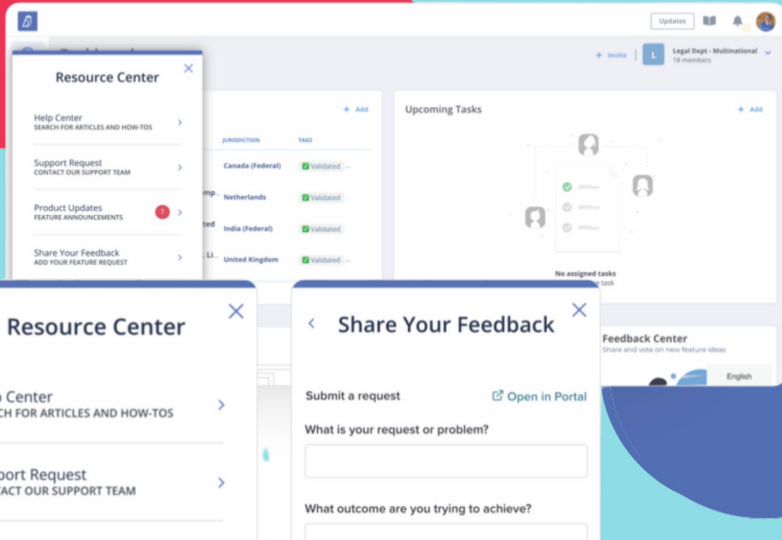 Updates
Invite
L
Legal Dept - Multinational
18 members
Resource Center
Help Center
SEARCH FOR ARTICLES AND HOW-TOS
Support Request
CONTACT OUR SUPPORT TEAM
Product Updates
FEATURE ANNOUNCEMENTS
7
Share Your Feedback
ADD YOUR FEATURE REQUEST
+ Add
JURISDICTION TAGS
Canada (Federal) Validated ...
Netherlands Validated
India (Federal) Validated
United Kingdom Validated ...
Upcoming Tasks
+ Add
No assigned tasks
task
Feedback Center
Share and vote on new feature ideas
English
Resource Center
Center
CH FOR ARTICLES AND HOW-TOS
port Request
TACT OUR SUPPORT TEAM
Share Your Feedback
Submit a request
Open in Portal
What is your request or problem?
What outcome are you trying to achieve?